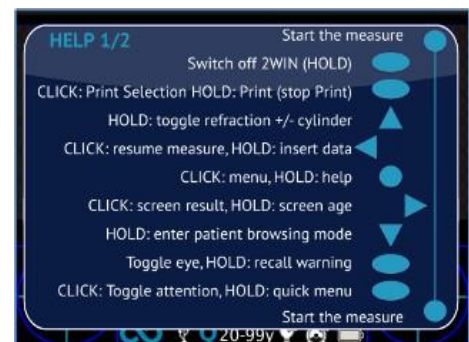 HELP 1/2
Start the measure
Switch off 2WIN (HOLD)
CLICK: Print Selection HOLD: Print (stop Print)
HOLD: toggle refraction +/- cylinder
CLICK: resume measure, HOLD: insert data
CLICK: menu, HOLD: help
CLICK: screen result, HOLD: screen age
HOLD: enter patient browsing mode
Toggle eye, HOLD: recall warning
CLICK: Toggle attention, HOLD: quick menu
Start the measure
20-99y